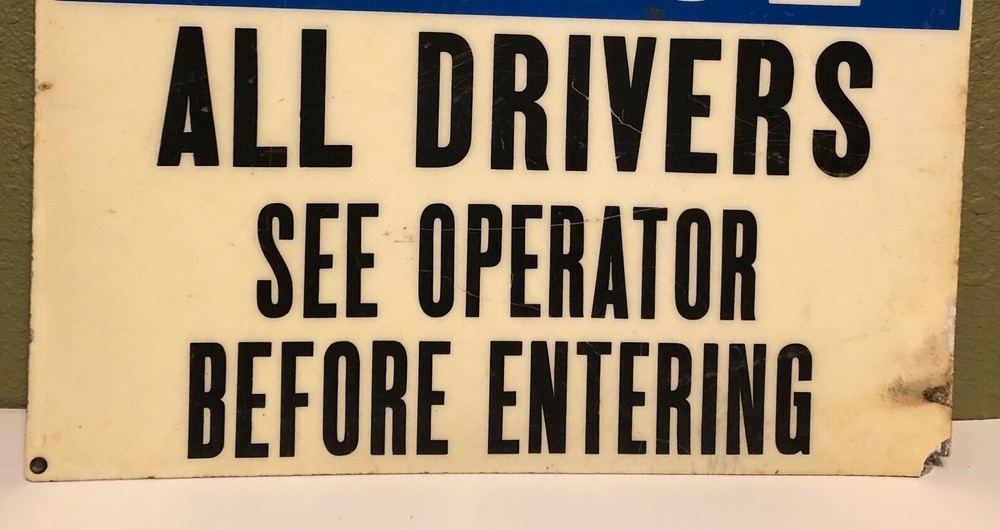 ALL DRIVERS
SEE OPERATOR
BEFORE ENTERING